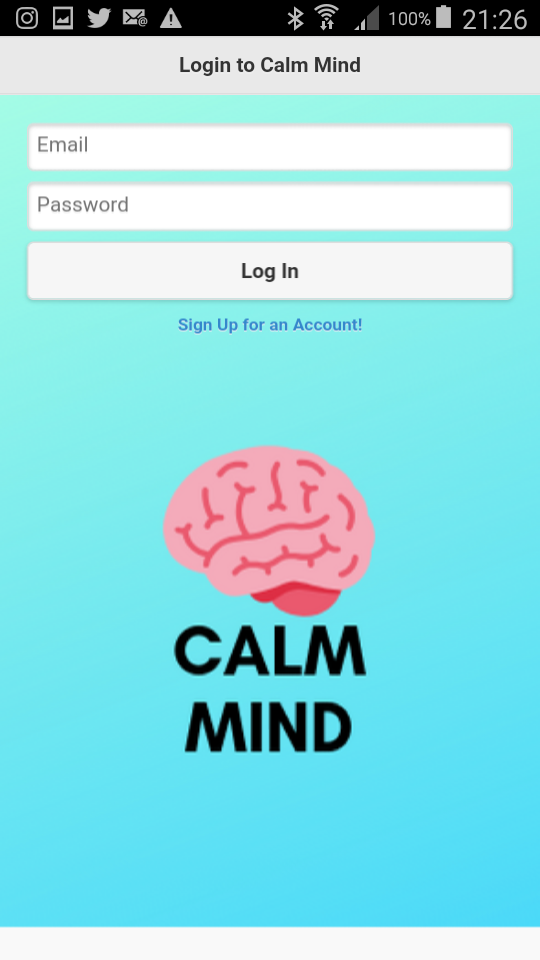 100% 21:26
Login to Calm Mind
Email
Password
Log In
Sign Up for an Account!
CALM
MIND